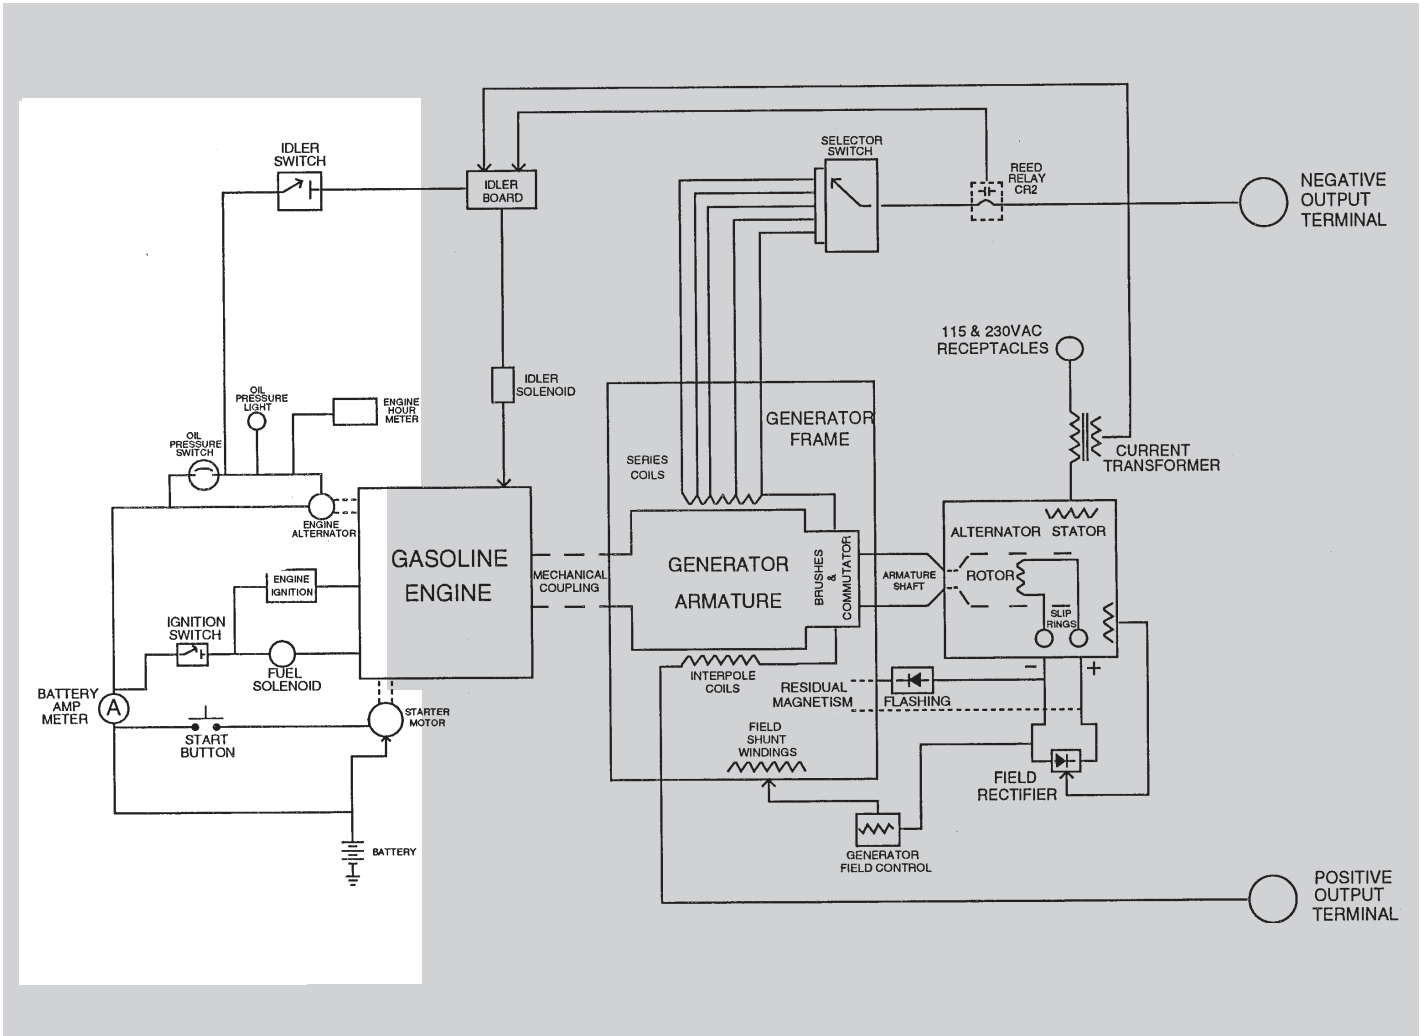 IDLER
SWITCH
IDLER
BOARD
SELECTOR
SWITCH
REED
RELAY
CR2
NEGATIVE
OUTPUT
TERMINAL
115 & 230VAC
RECEPTACLES
IDLER
SOLENOID
OIL
PRESSURE
LIGHT
ENGINE
HOUR
METER
OIL
PRESSURE
SWITCH
GENERATOR
FRAME
SERIES
COILS
CURRENT
TRANSFORMER
ENGINE
ALTERNATOR
GASOLINE
ENGINE
MECHANICAL
COUPLING
GENERATOR
ARMATURE
BRUSHES
&
COMMUTATOR
ARMATURE
SHAFT
ALTERNATOR
STATOR
ROTOR
SLIP
RINGS
ENGINE
IGNITION
IGNITION
SWITCH
FUEL
SOLENOID
BATTERY
AMP
METER
A
START
BUTTON
STARTER
MOTOR
INTERPOLE
COILS
RESIDUAL
MAGNETISM
FLASHING
- +
FIELD
SHUNT
WINDINGS
FIELD
RECTIFIER
BATTERY
GENERATOR
FIELD CONTROL
POSITIVE
OUTPUT
TERMINAL